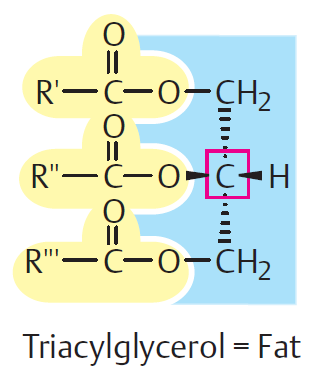 O
R'—C—O—CH₂
O
R"—C—O—C—H
O
R"'—C—O—CH₂
Triacylglycerol = Fat